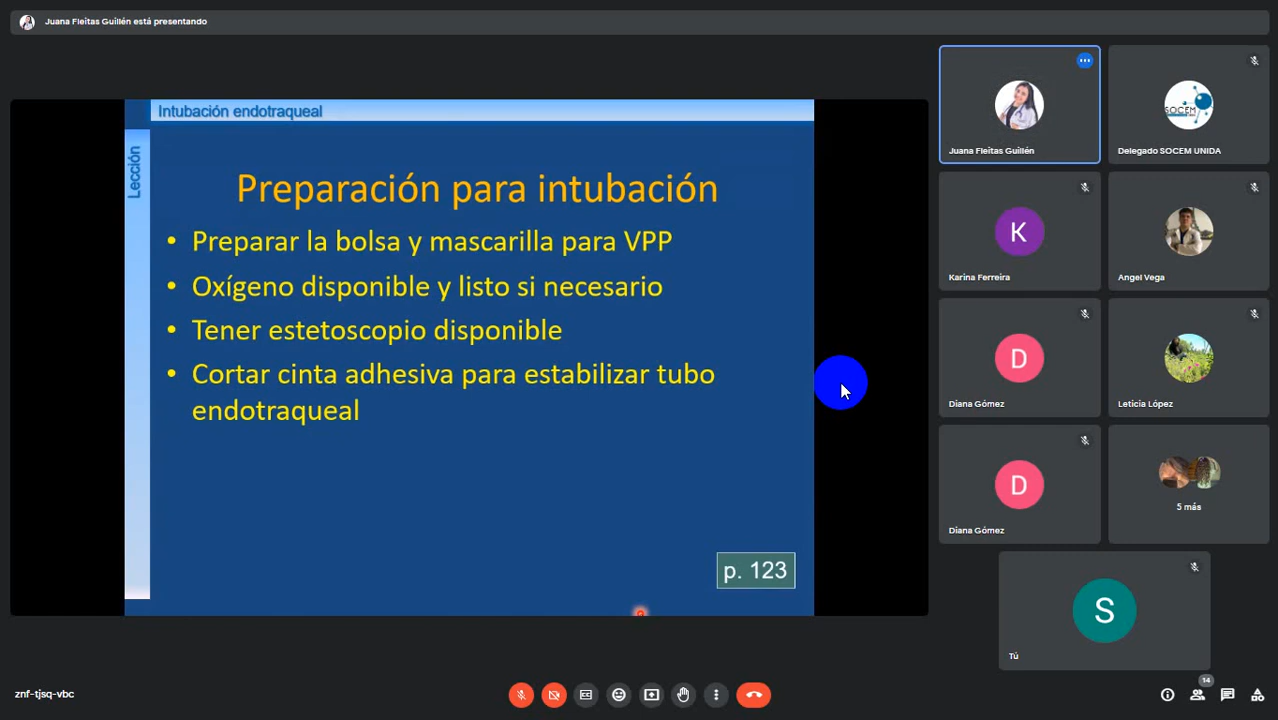 Juana Fleitas Guillén está presentando
Intubación endotraqueal
Lección
Preparación para intubación
• Preparar la bolsa y mascarilla para VPP
• Oxígeno disponible y listo si necesario
• Tener estetoscopio disponible
• Cortar cinta adhesiva para estabilizar tubo
endotraqueal
p. 123
Juana Fleitas Guillén
SOCEM
Delegado SOCEM UNIDA
K
Karina Ferreira
Angel Vega
D
Diana Gómez
Leticia López
D
Diana Gómez
5 más
S
Tú
znf-tjsq-vbc
14